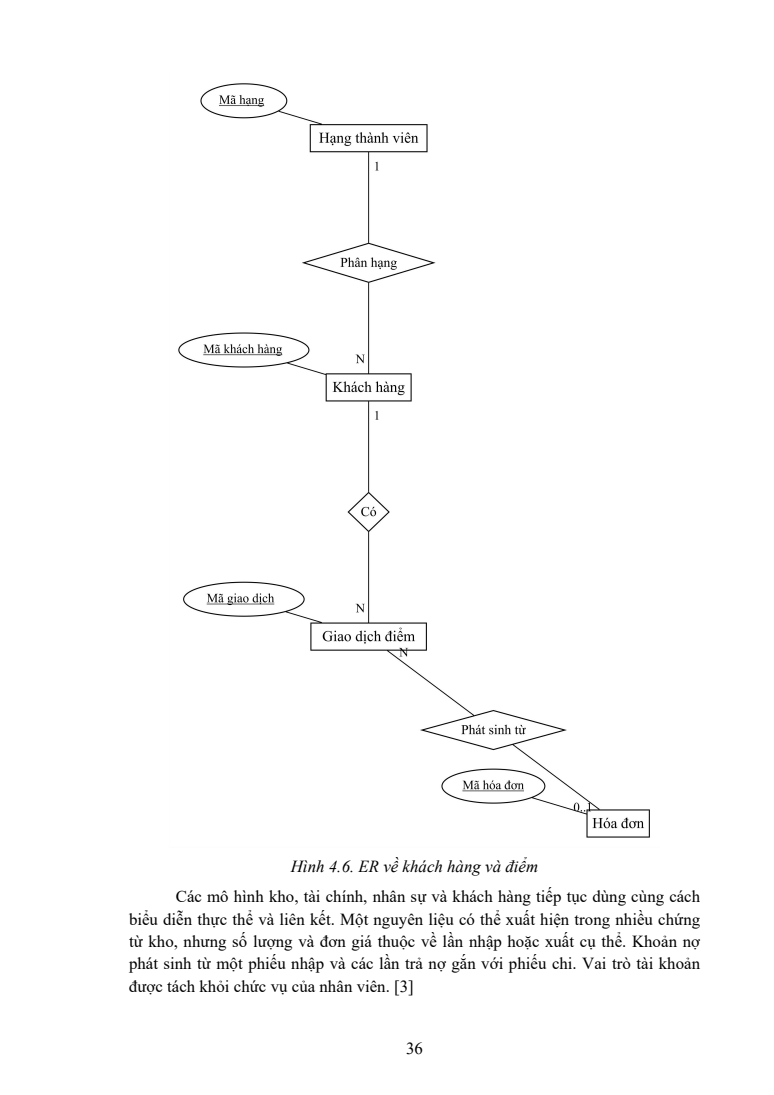 Mã hạng
Hạng thành viên
1
Phân hạng
N
Mã khách hàng
Khách hàng
1
Có
Mã giao dịch
N
Giao dịch điểm
N
Phát sinh từ
Mã hóa đơn
0..1
Hóa đơn
Hình 4.6. ER về khách hàng và điểm
Các mô hình kho, tài chính, nhân sự và khách hàng tiếp tục dùng cùng cách
biểu diễn thực thể và liên kết. Một nguyên liệu có thể xuất hiện trong nhiều chứng
từ kho, nhưng số lượng và đơn giá thuộc về lần nhập hoặc xuất cụ thể. Khoản nợ
phát sinh từ một phiếu nhập và các lần trả nợ gắn với phiếu chi. Vai trò tài khoản
được tách khỏi chức vụ của nhân viên. [3]
36